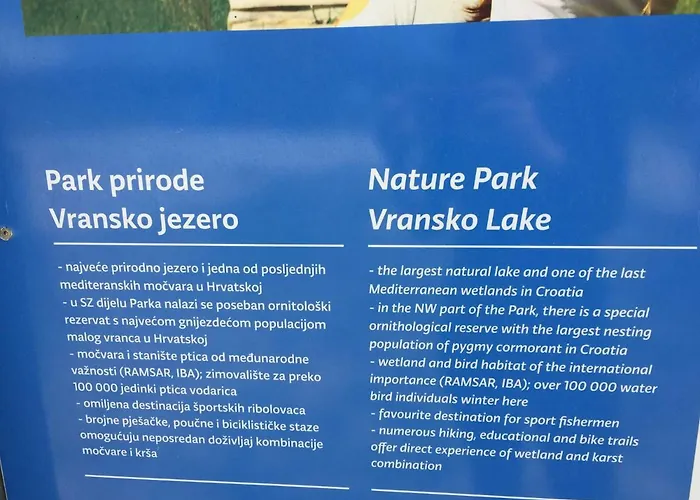 Park prirode
Vransko jezero
- najveće prirodno jezero i jedna od posljednjih
mediteranskih močvara u Hrvatskoj
- u SZ dijelu Parka nalazi se poseban ornitološki
rezervat s najvećom gnijezdećom populacijom
malog vranca u Hrvatskoj
- močvara i stanište ptica od međunarodne
važnosti (RAMSAR, IBA); zimovalište za preko
100 000 jedinki ptica vodarica
- omiljena destinacija športskih ribolovaca
- brojne pješačke, poučne i biciklističke staze
omogućuju neposredan doživljaj kombinacije
močvare i krša
Nature Park
Vransko Lake
- the largest natural lake and one of the last
Mediterranean wetlands in Croatia
- in the NW part of the Park, there is a special
ornithological reserve with the largest nesting
population of pygmy cormorant in Croatia
- wetland and bird habitat of the international
importance (RAMSAR, IBA); over 100 000 water
bird individuals winter here
- favourite destination for sport fishermen
- numerous hiking, educational and bike trails
offer direct experience of wetland and karst
combination